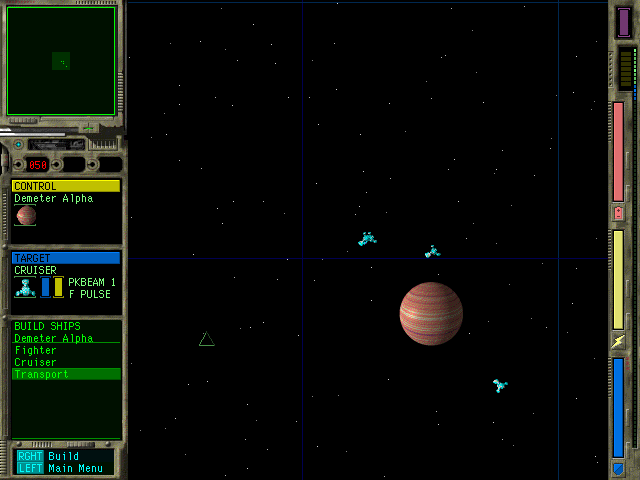 050
CONTROL
Demeter Alpha
TARGET
CRUISER
PKBEAM 1
F PULSE
BUILD SHIPS
Demeter Alpha
Fighter
Cruiser
Transport
RGHT Build
LEFT Main Menu